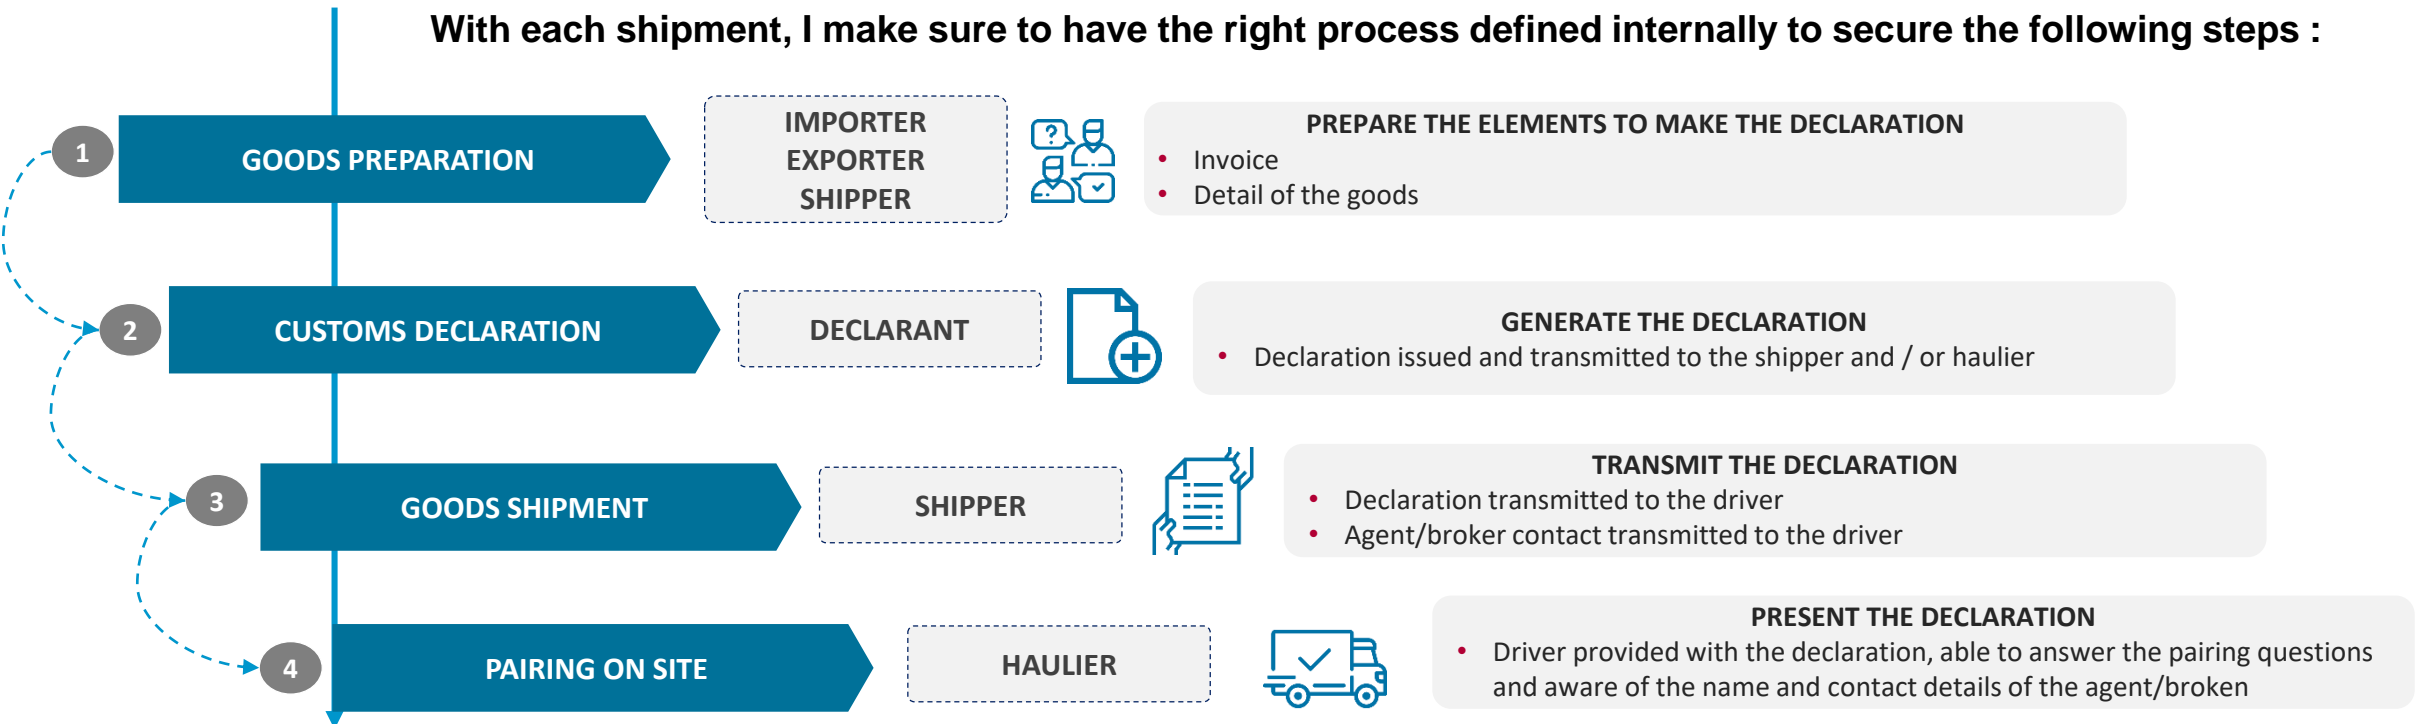 With each shipment, I make sure to have the right process defined internally to secure the following steps :
1
GOODS PREPARATION
IMPORTER
EXPORTER
SHIPPER
?
PREPARE THE ELEMENTS TO MAKE THE DECLARATION
• Invoice
• Detail of the goods
2
CUSTOMS DECLARATION
DECLARANT
GENERATE THE DECLARATION
• Declaration issued and transmitted to the shipper and / or haulier
3
GOODS SHIPMENT
SHIPPER
TRANSMIT THE DECLARATION
• Declaration transmitted to the driver
• Agent/broker contact transmitted to the driver
4
PAIRING ON SITE
HAULIER
PRESENT THE DECLARATION
• Driver provided with the declaration, able to answer the pairing questions
and aware of the name and contact details of the agent/broken